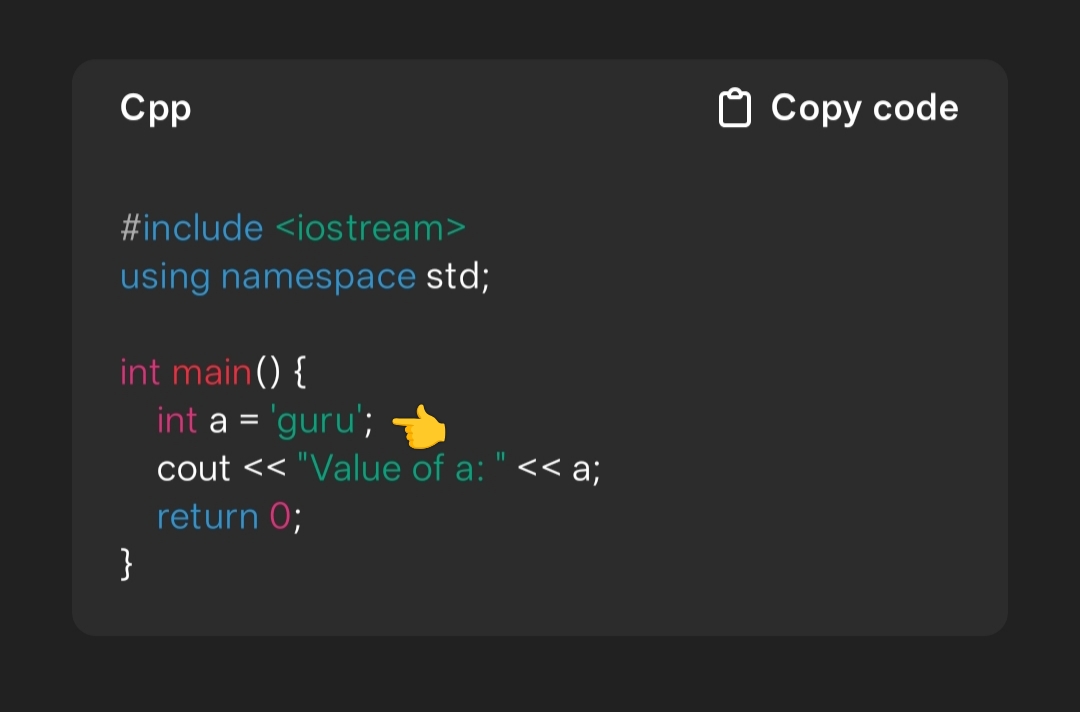 Cpp
Copy code
#include <iostream>
using namespace std;
int main() {
    int a = 'guru'; 👈
    cout << "Value of a: " << a;
    return 0;
}